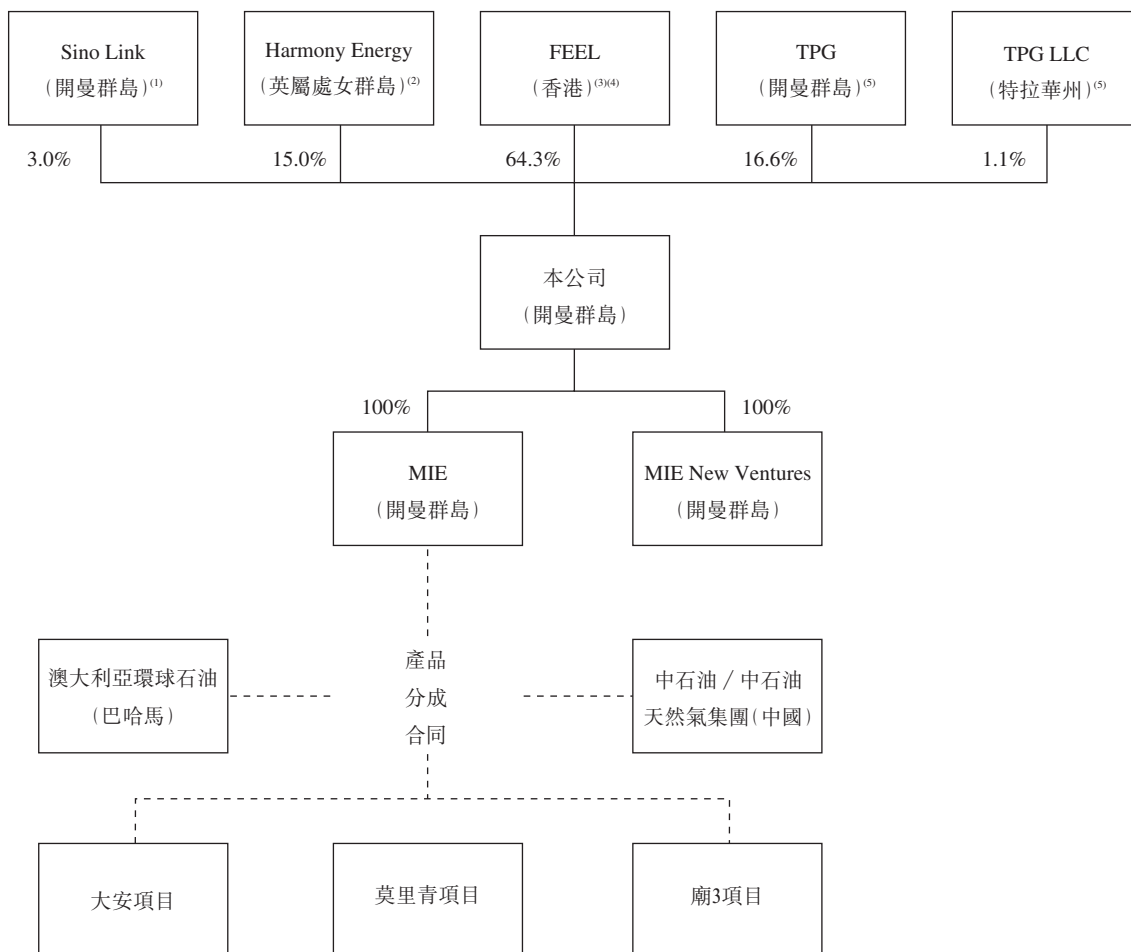 Sino Link
(開曼群島)(1)
Harmony Energy
(英屬處女群島)(2)
FEEL
(香港)(3)(4)
TPG
(開曼群島)(5)
TPG LLC
(特拉華州)(5)
3.0%
15.0%
64.3%
16.6%
1.1%
本公司
(開曼群島)
100%
100%
MIE
(開曼群島)
MIE New Ventures
(開曼群島)
澳大利亞環球石油
(巴哈馬)
產品
分成
合同
中石油/中石油
天然氣集團(中國)
大安項目
莫里青項目
廟3項目